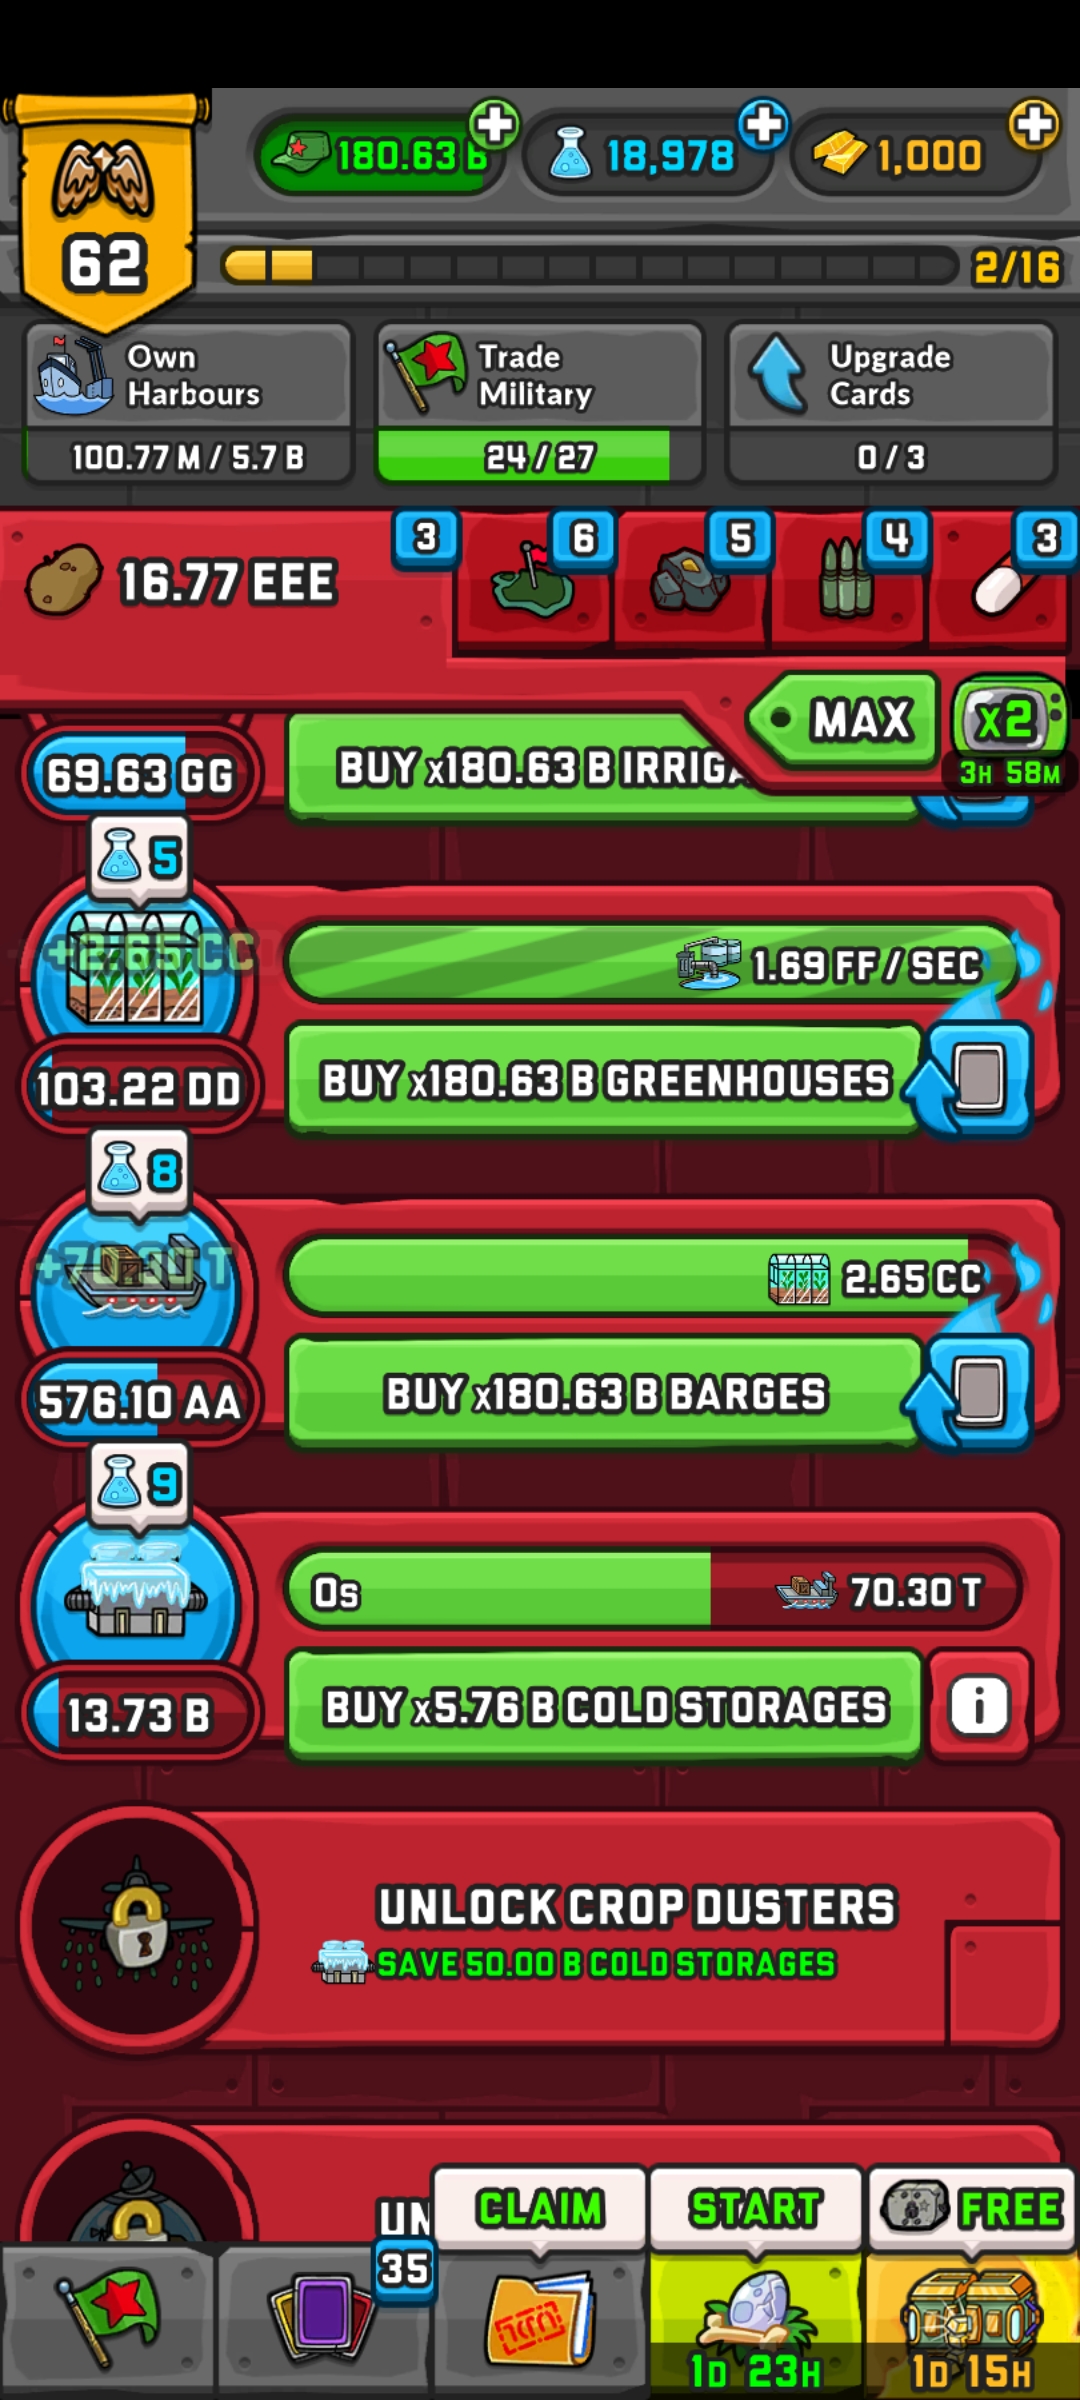 62
180.63 B
18,978
1,000
2/16
Own
Harbours
100.77 M / 5.7 B
Trade
Military
24 / 27
Upgrade
Cards
0 / 3
16.77 EEE
3
6
5
4
3
MAX
X2
3H 58M
69.63 GG
BUY x180.63 B IRRIGA
5
+2.65 CC
1.69 FF / SEC
103.22 DD
BUY x180.63 B GREENHOUSES
8
2.65 CC
576.10 AA
BUY x180.63 B BARGES
9
0s
70.30 T
13.73 B
BUY x5.76 B COLD STORAGES
i
UNLOCK CROP DUSTERS
SAVE 50.00 B COLD STORAGES
UN
CLAIM
START
FREE
35
1D 23H
1D 15H